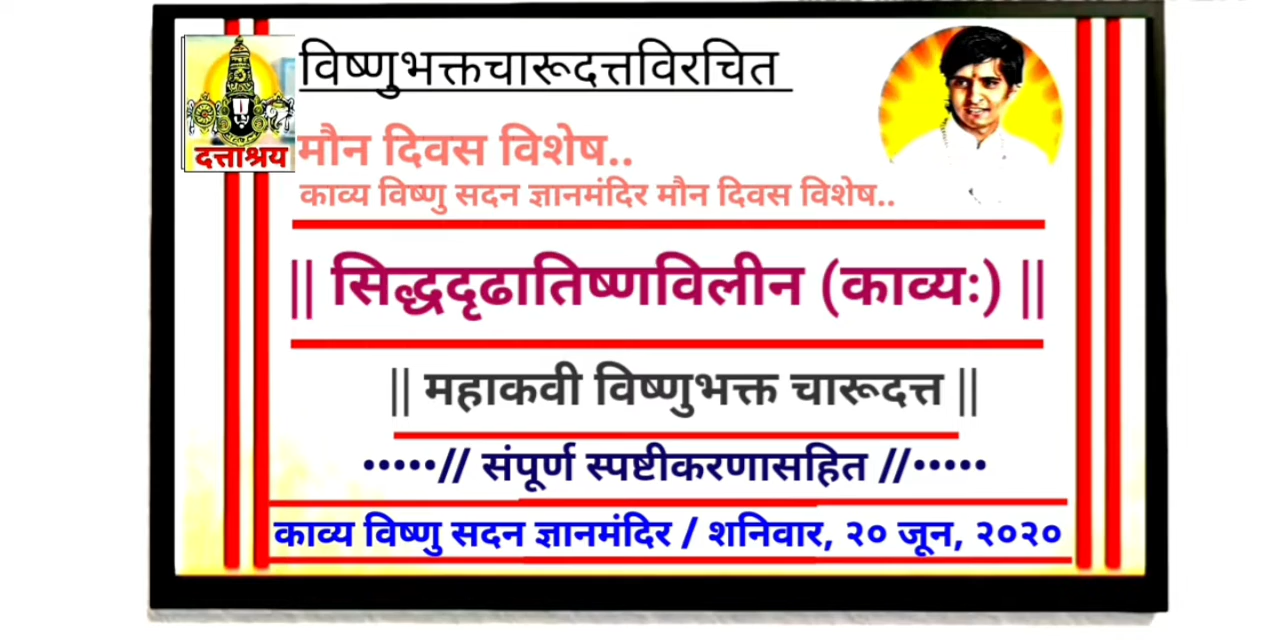 विष्णुभक्तचारूदत्तविरचित
दत्ताश्रय
मौन दिवस विशेष..
काव्य विष्णु सदन ज्ञानमंदिर मौन दिवस विशेष..
|| सिद्धदृढातिष्णविलीन (काव्यः) ||
|| महाकवी विष्णुभक्त चारूदत्त ||
•••••// संपूर्ण स्पष्टीकरणासहित //•••••
काव्य विष्णु सदन ज्ञानमंदिर / शनिवार, २० जून, २०२०